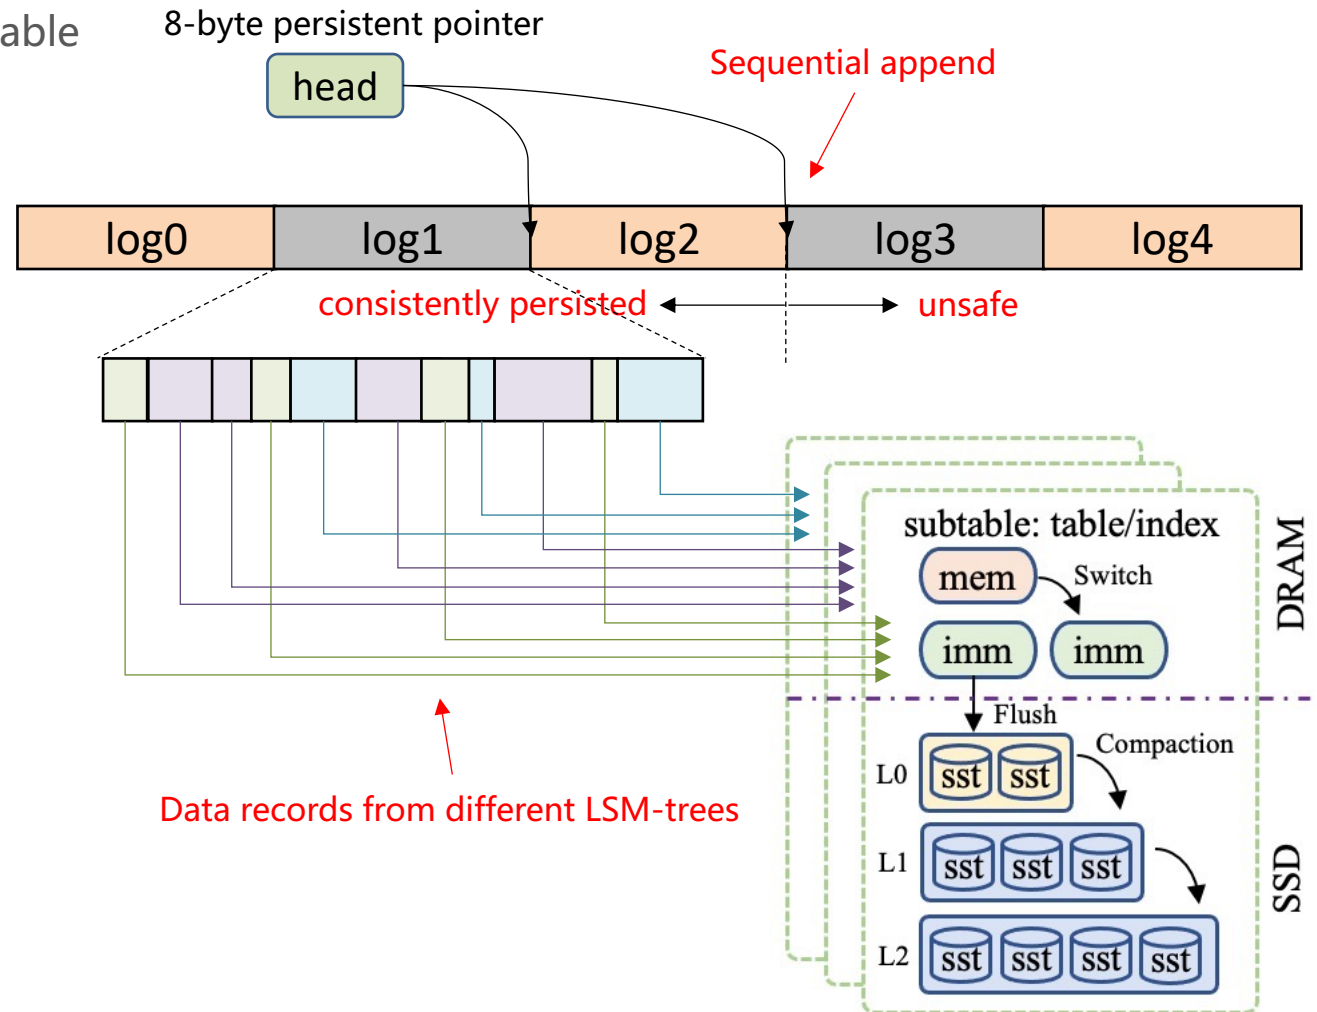 able
8-byte persistent pointer
head
Sequential append
log0 log1 log2 log3 log4
consistently persisted
unsafe
subtable: table/index
mem
Switch
imm imm
DRAM
Flush
Compaction
L0 sst sst
L1 sst sst sst
L2 sst sst sst sst
SSD
Data records from different LSM-trees